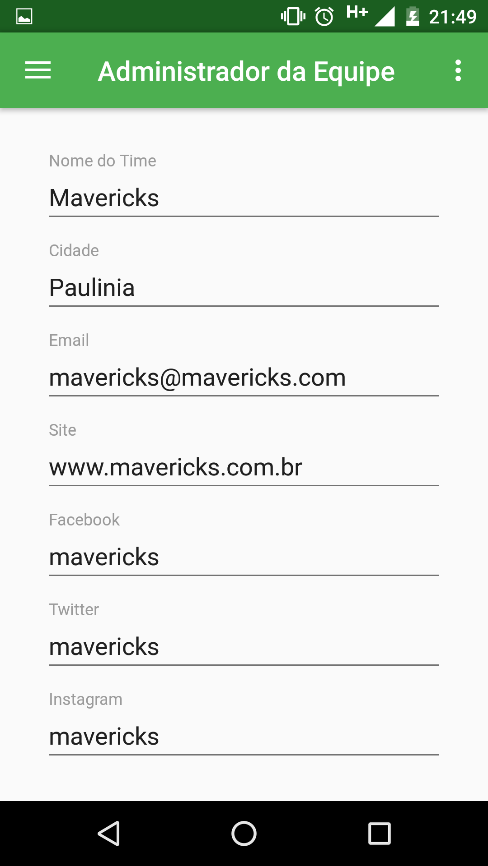 H+ 21:49
Administrador da Equipe
Nome do Time
Mavericks
Cidade
Paulinia
Email
mavericks@mavericks.com
Site
www.mavericks.com.br
Facebook
mavericks
Twitter
mavericks
Instagram
mavericks